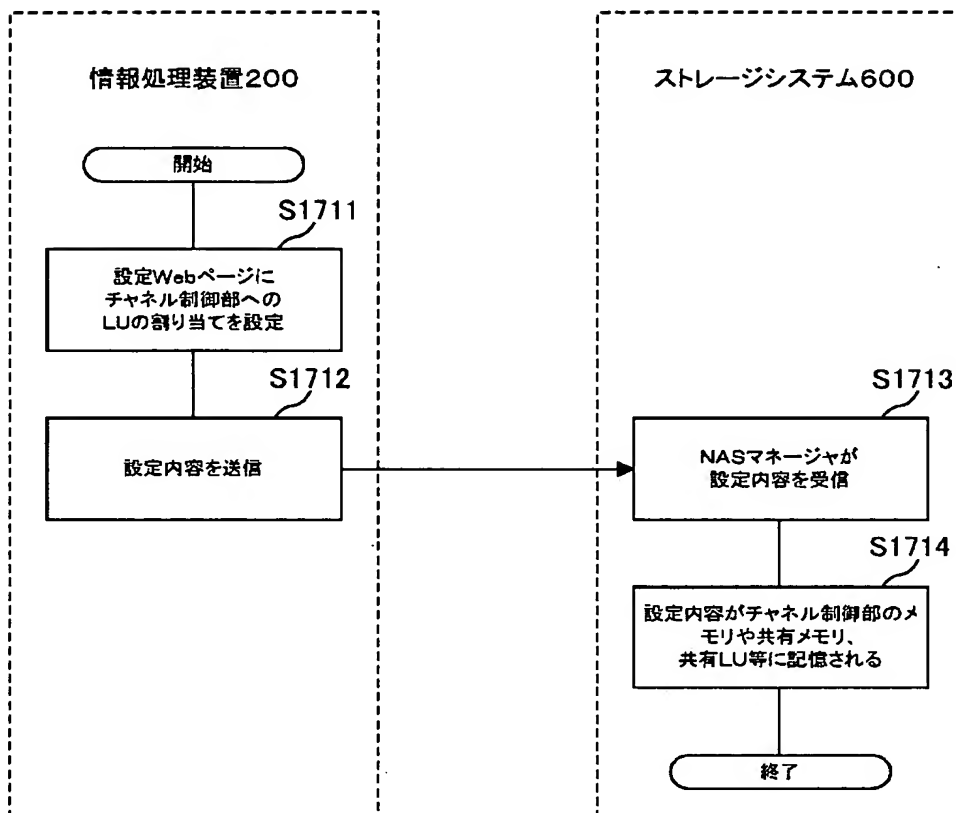 情報処理装置200
開始
S1711
設定Webページに
チャネル制御部への
LUの割り当てを設定
S1712
設定内容を送信
ストレージシステム600
S1713
NASマネージャが
設定内容を受信
S1714
設定内容がチャネル制御部のメ
モリや共有メモリ、
共有LU等に記憶される
終了